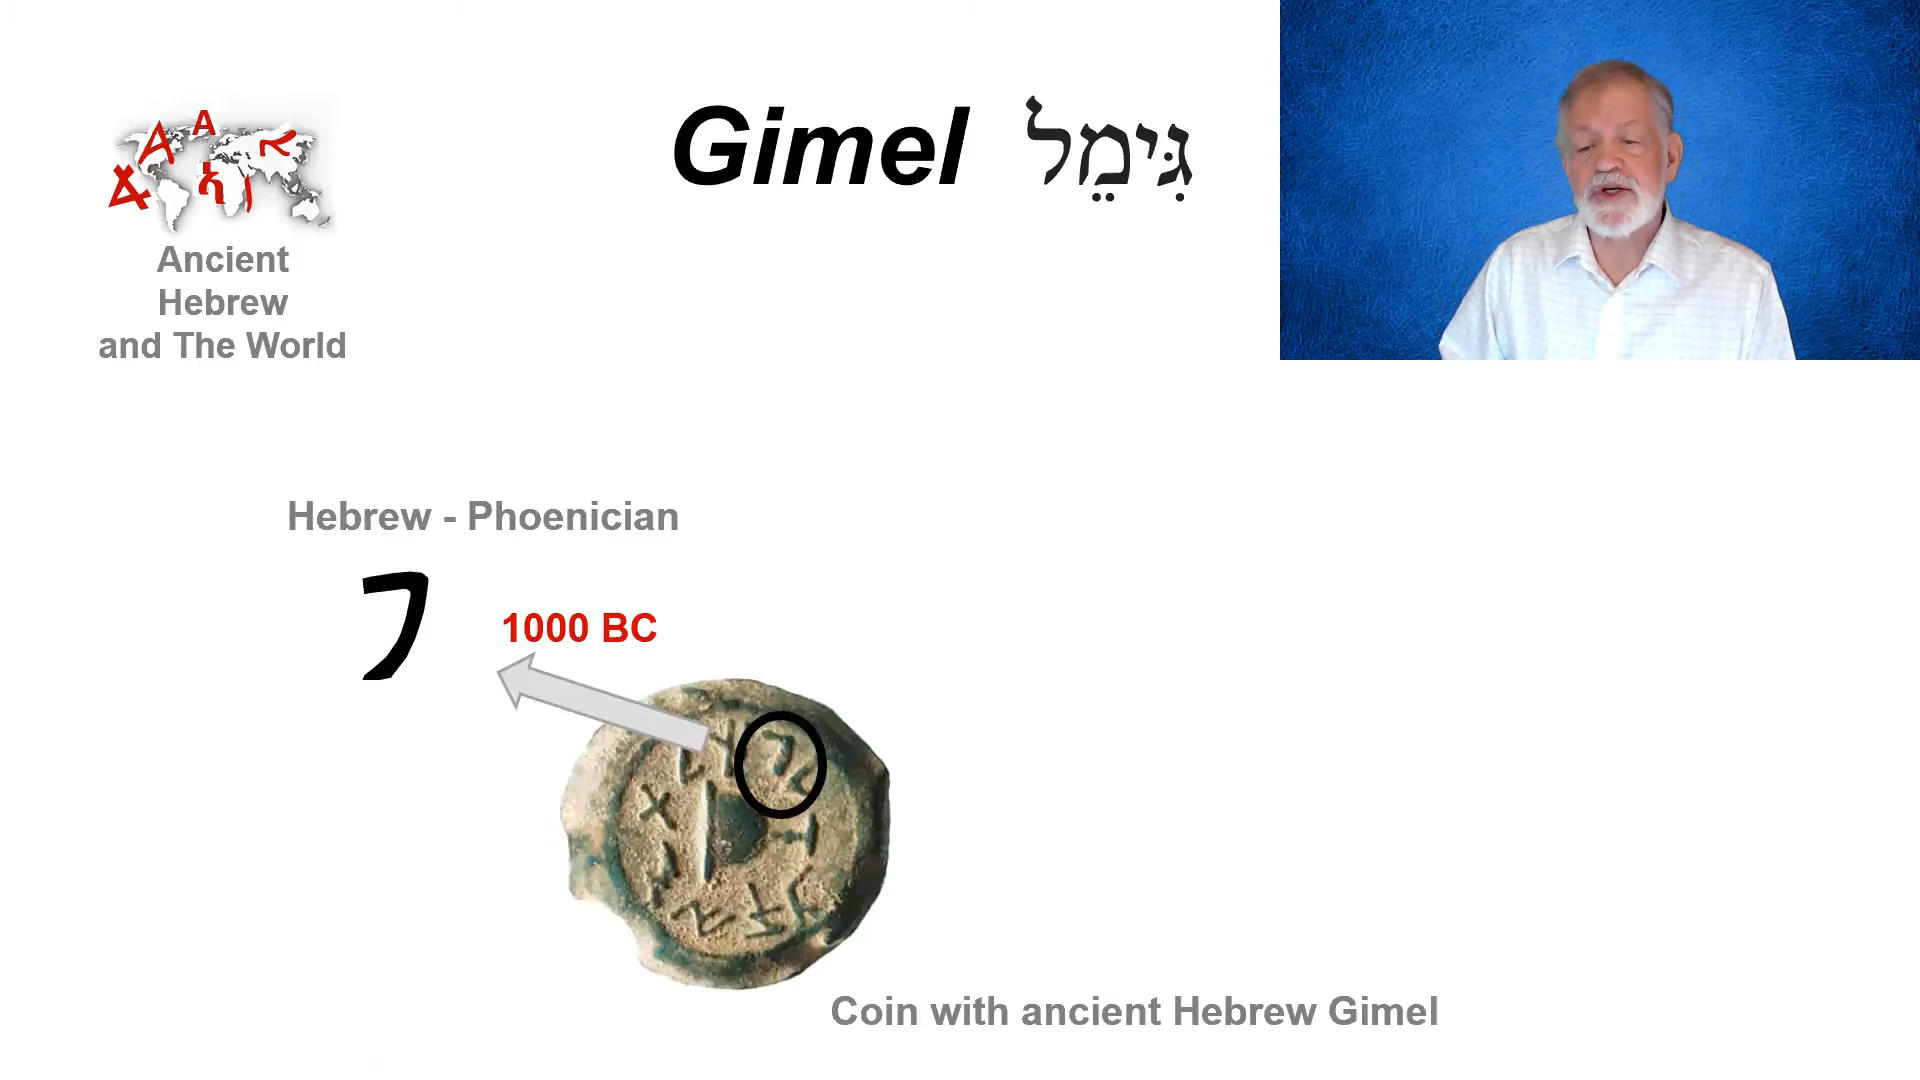 Gimel גִּימֵל
Ancient
Hebrew
and The World
Hebrew - Phoenician
1000 BC
Coin with ancient Hebrew Gimel